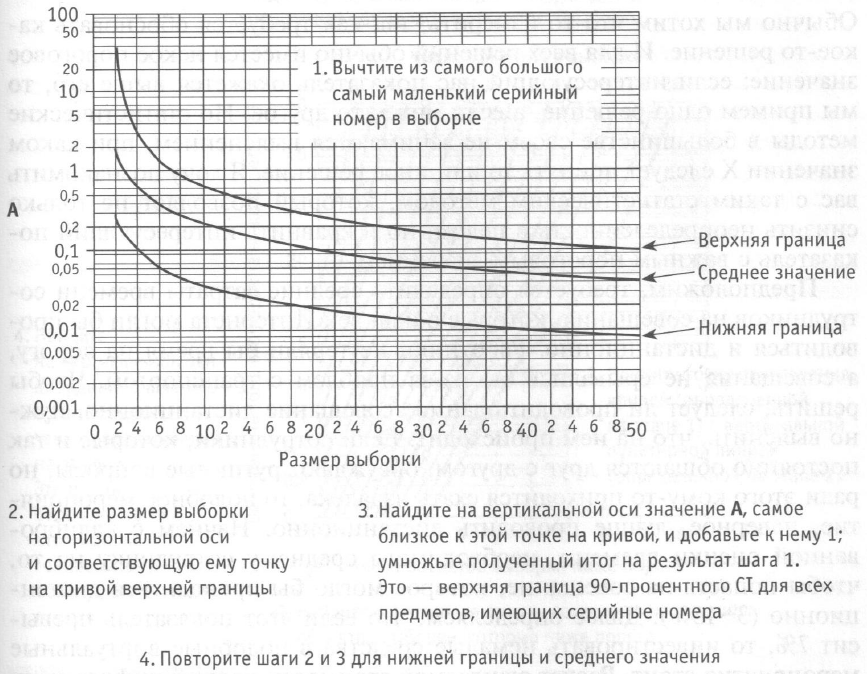 100
50
20
10
5
2
1
0,5
0,2
0,1
0,05
0,02
0,01
0,005
0,002
0,001
A
1. Вычтите из самого большого
самый маленький серийный
номер в выборке
Верхняя граница
Среднее значение
Нижняя граница
0 2 4 6 8 10 2 4 6 8 20 2 4 6 8 30 2 4 6 8 40 2 4 6 8 50
Размер выборки
2. Найдите размер выборки
на горизонтальной оси
и соответствующую ему точку
на кривой верхней границы
3. Найдите на вертикальной оси значение A, самое
близкое к этой точке на кривой, и добавьте к нему 1;
умножьте полученный итог на результат шага 1.
Это — верхняя граница 90-процентного CI для всех
предметов, имеющих серийные номера
4. Повторите шаги 2 и 3 для нижней границы и среднего значения